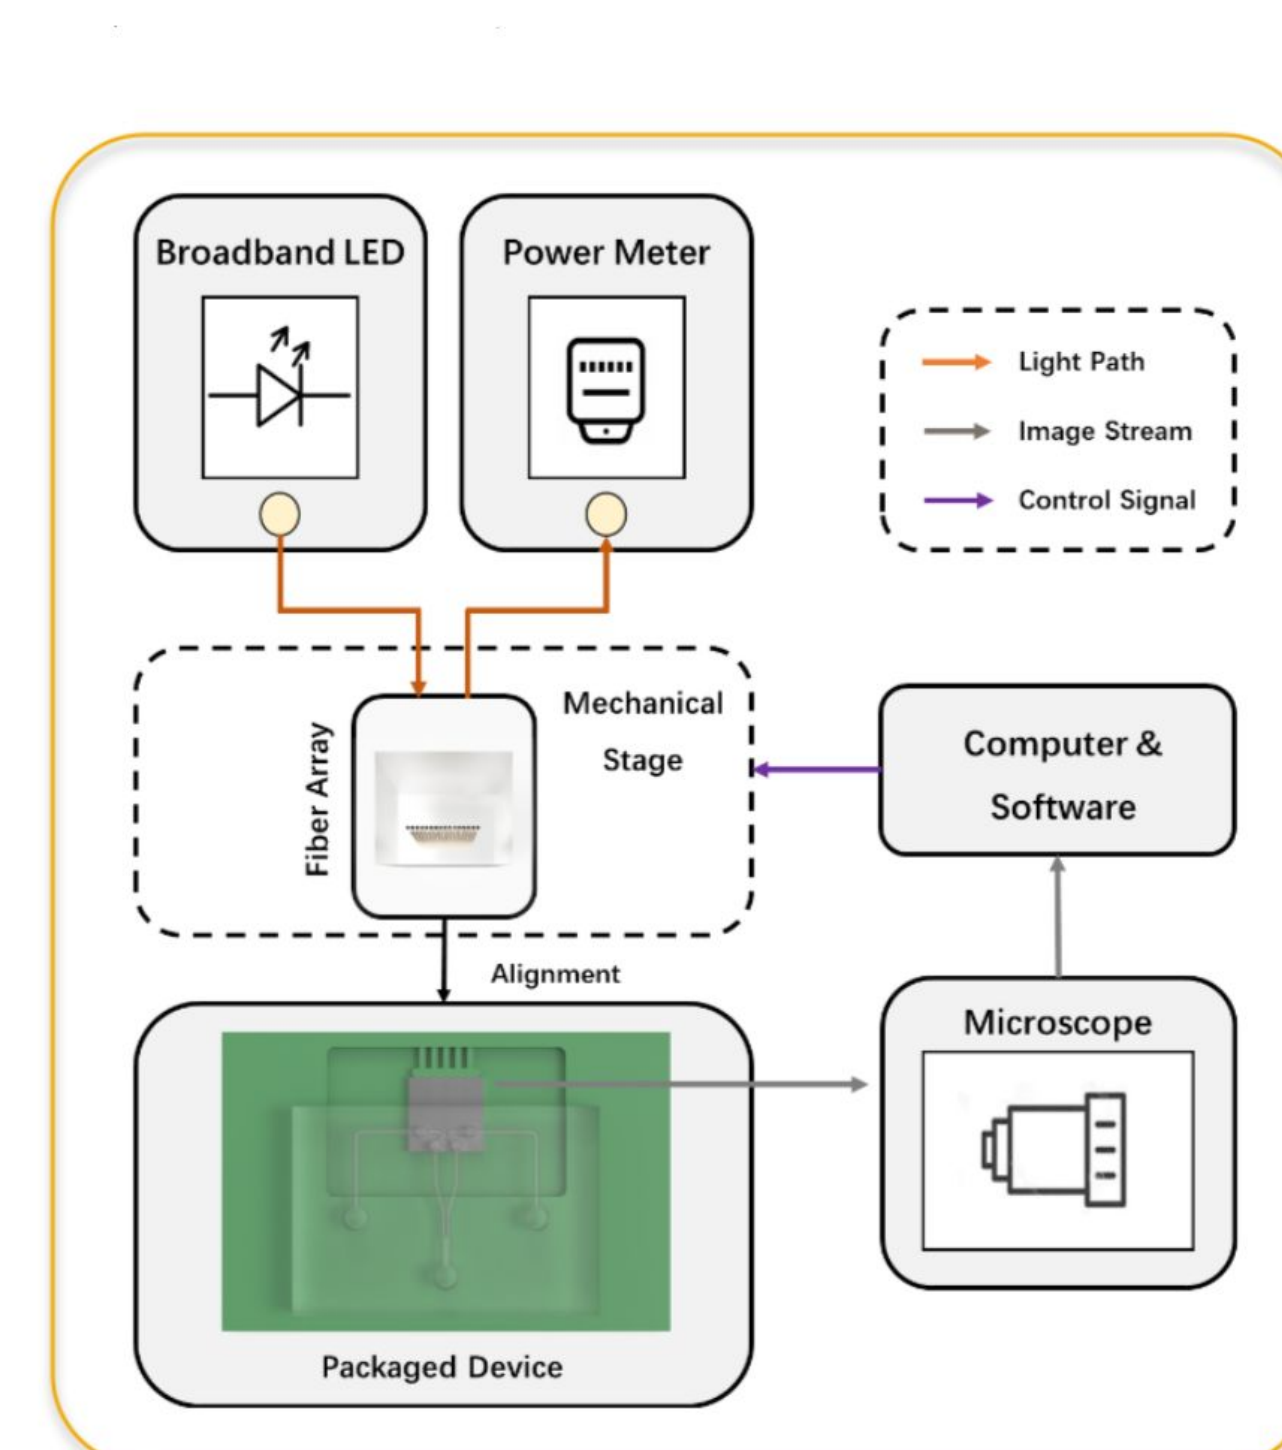 Broadband LED
Power Meter
Light Path
Image Stream
Control Signal
Fiber Array
Mechanical
Stage
Computer &
Software
Alignment
Microscope
Packaged Device